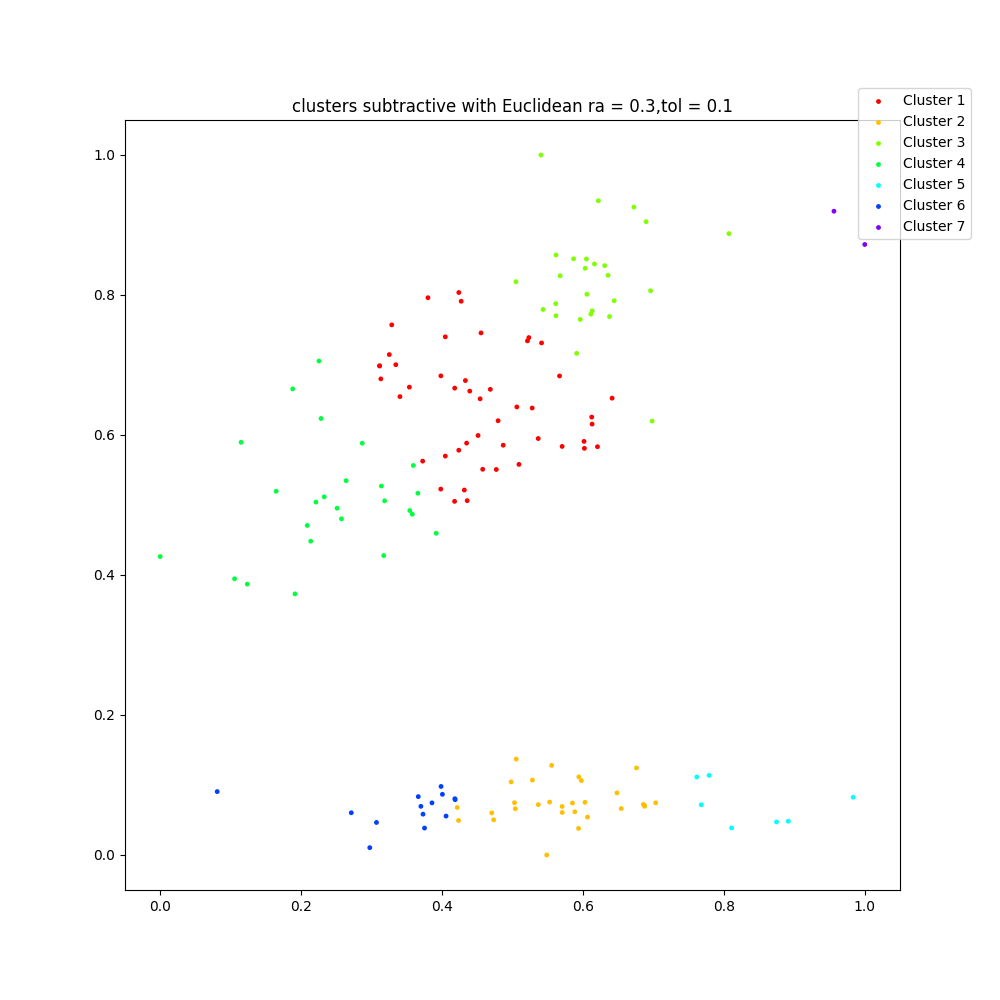 clusters subtractive with Euclidean ra = 0.3,tol = 0.1
Cluster 1
Cluster 2
Cluster 3
Cluster 4
Cluster 5
Cluster 6
Cluster 7
1.0
0.8
0.6
0.4
0.2
0.0
0.0 0.2 0.4 0.6 0.8 1.0